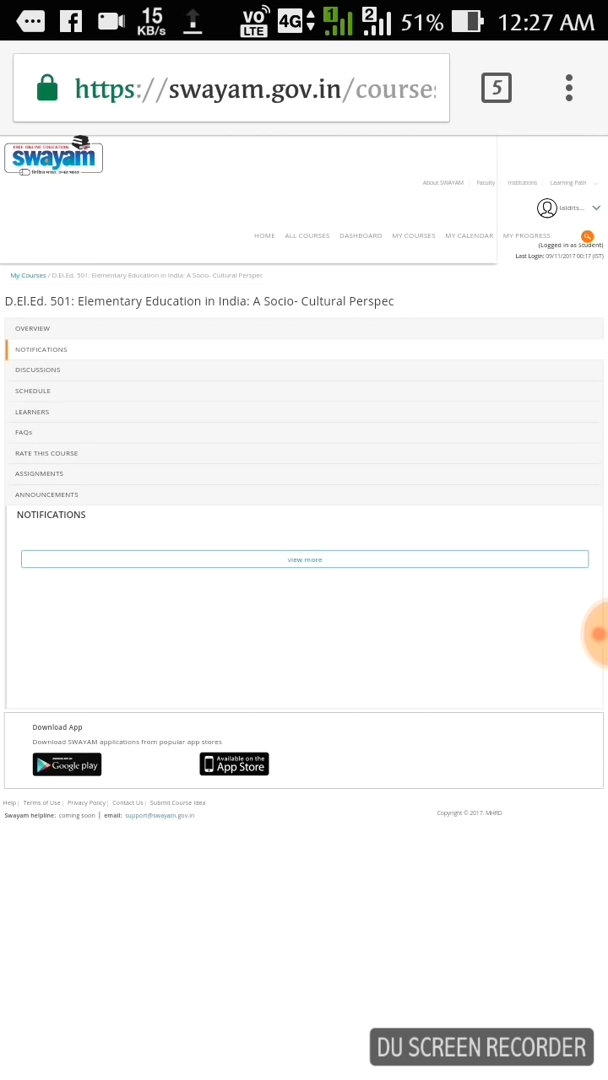 15 KB/s VO LTE 4G 1 2 51% 12:27 AM
https://swayam.gov.in/course
5
swayam
About SWAYAM | Faculty | Institutions | Learning Path
laldits...
HOME ALL COURSES DASHBOARD MY COURSES MY CALENDAR MY PROGRESS
(Logged in as Student)
Last Login: 09/11/2017 00:17 (IST)
My Courses / D.El.Ed. 501: Elementary Education in India: A Socio- Cultural Perspec
D.El.Ed. 501: Elementary Education in India: A Socio- Cultural Perspec
OVERVIEW
NOTIFICATIONS
DISCUSSIONS
SCHEDULE
LEARNERS
FAQs
RATE THIS COURSE
ASSIGNMENTS
ANNOUNCEMENTS
NOTIFICATIONS
view more
Download App
Download SWAYAM applications from popular app stores
Google play
Available on the App Store
Help | Terms of Use | Privacy Policy | Contact Us | Submit Course Idea
Swayam helpline: coming soon | email: support@swayam.gov.in
Copyright © 2017. MHRD
DU SCREEN RECORDER